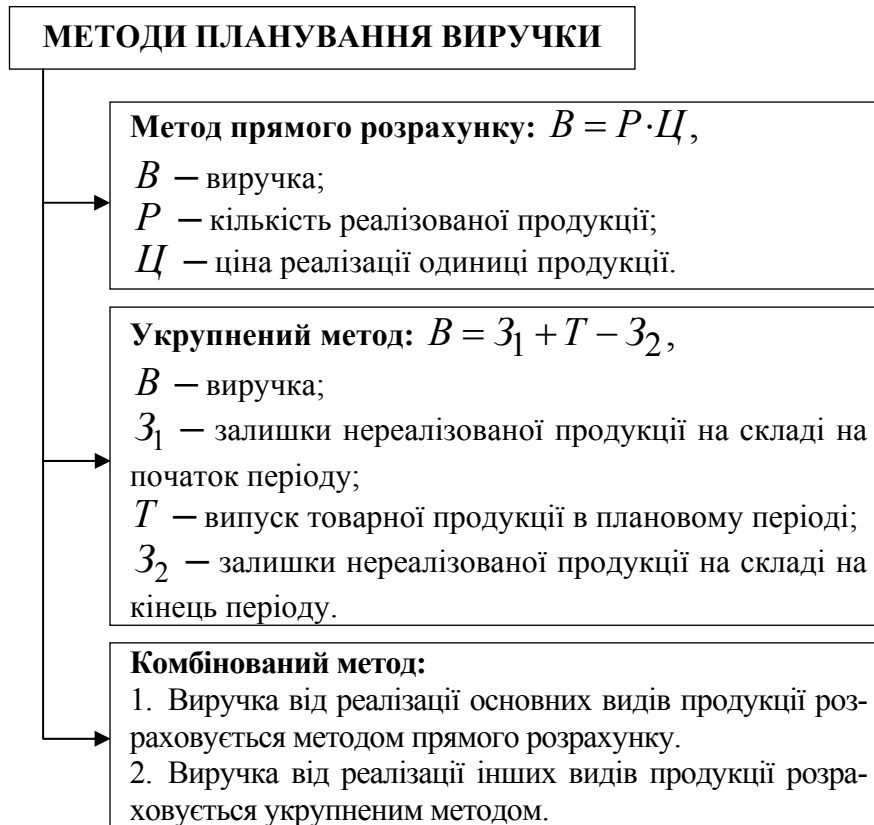 МЕТОДИ ПЛАНУВАННЯ ВИРУЧКИ
Метод прямого розрахунку: В = Р·Ц,
В – виручка;
Р – кількість реалізованої продукції;
Ц – ціна реалізації одиниці продукції.
Укрупнений метод: В = З₁ + Т – З₂,
В – виручка;
З₁ – залишки нереалізованої продукції на складі на
початок періоду;
Т – випуск товарної продукції в плановому періоді;
З₂ – залишки нереалізованої продукції на складі на
кінець періоду.
Комбінований метод:
1. Виручка від реалізації основних видів продукції роз-
раховується методом прямого розрахунку.
2. Виручка від реалізації інших видів продукції розра-
ховується укрупненим методом.